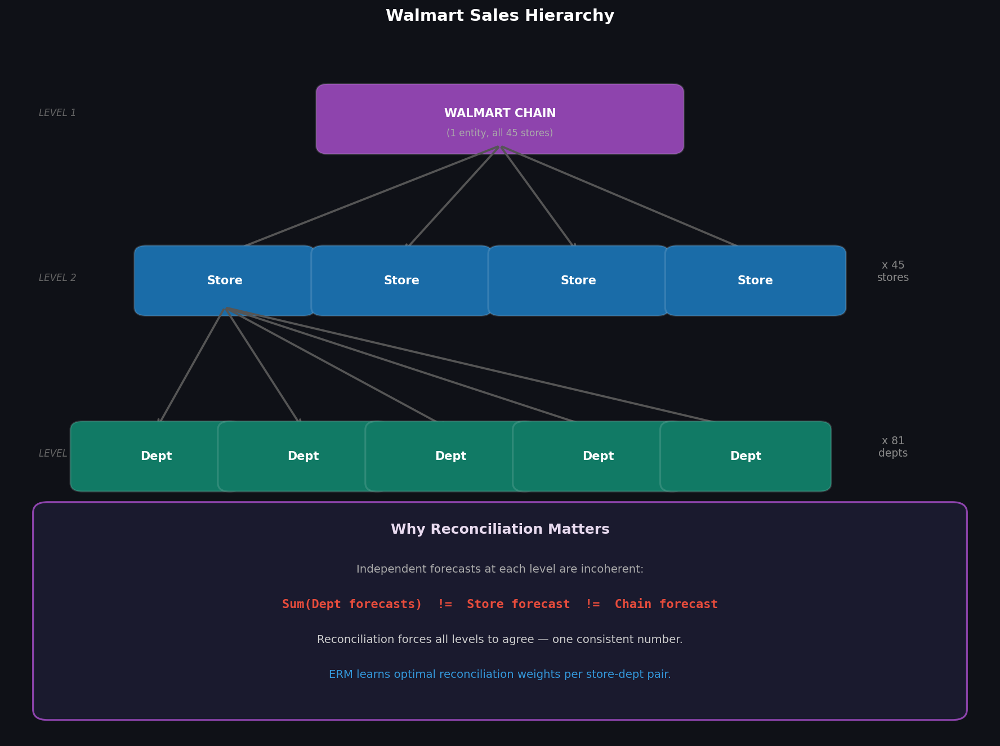 Walmart Sales Hierarchy
LEVEL 1
WALMART CHAIN
(1 entity, all 45 stores)
LEVEL 2
Store
Store
Store
Store
x 45
stores
LEVEL
Dept
Dept
Dept
Dept
Dept
x 81
depts
Why Reconciliation Matters
Independent forecasts at each level are incoherent:
Sum(Dept forecasts)  !=  Store forecast  !=  Chain forecast
Reconciliation forces all levels to agree — one consistent number.
ERM learns optimal reconciliation weights per store-dept pair.